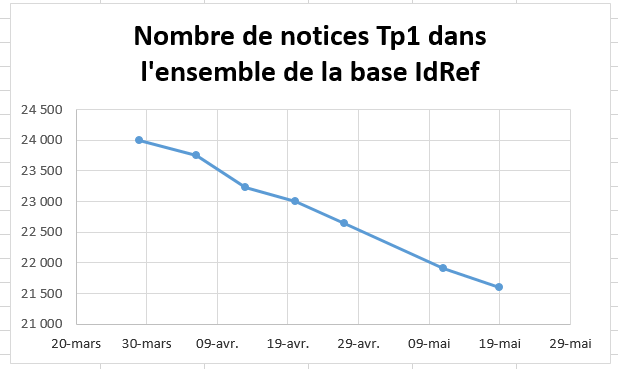 Nombre de notices Tp1 dans
l'ensemble de la base IdRef
24 500
24 000
23 500
23 000
22 500
22 000
21 500
21 000
20-mars 30-mars 09-avr. 19-avr. 29-avr. 09-mai 19-mai 29-mai